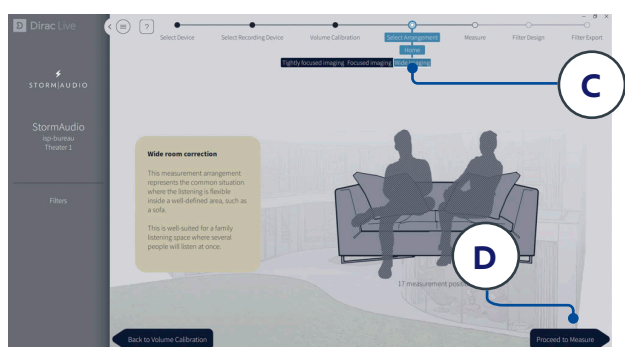 D Dirac Live
?
Select Device
Select Recording Device
Volume Calibration
Select Arrangement
Measure
Filter Design
Filter Export
Home
Tightly focused imaging Focused imaging Wide imaging
C
STORM|AUDIO
StormAudio
isp-bureau
Theater 1
Filters
Wide room correction
This measurement arrangement
represents the common situation
where the listening is flexible
inside a well-defined area, such as
a sofa.
This is well-suited for a family
listening space where several
people will listen at once.
D
17 measurement
Back to Volume Calibration
Proceed to Measure